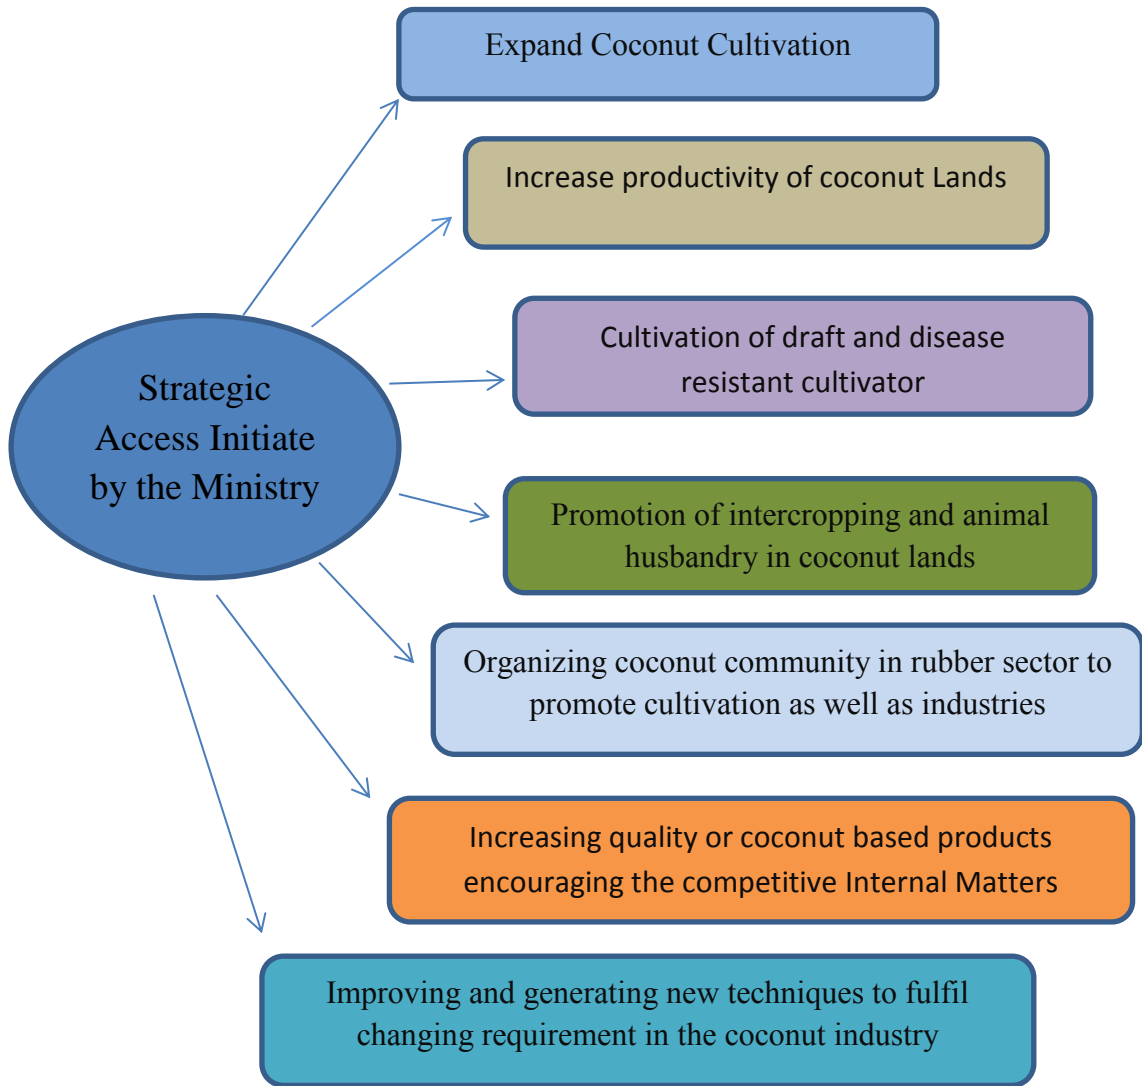 Expand Coconut Cultivation
Increase productivity of coconut Lands
Cultivation of draft and disease
resistant cultivator
Strategic
Access Initiate
by the Ministry
Promotion of intercropping and animal
husbandry in coconut lands
Organizing coconut community in rubber sector to
promote cultivation as well as industries
Increasing quality or coconut based products
encouraging the competitive Internal Matters
Improving and generating new techniques to fulfil
changing requirement in the coconut industry